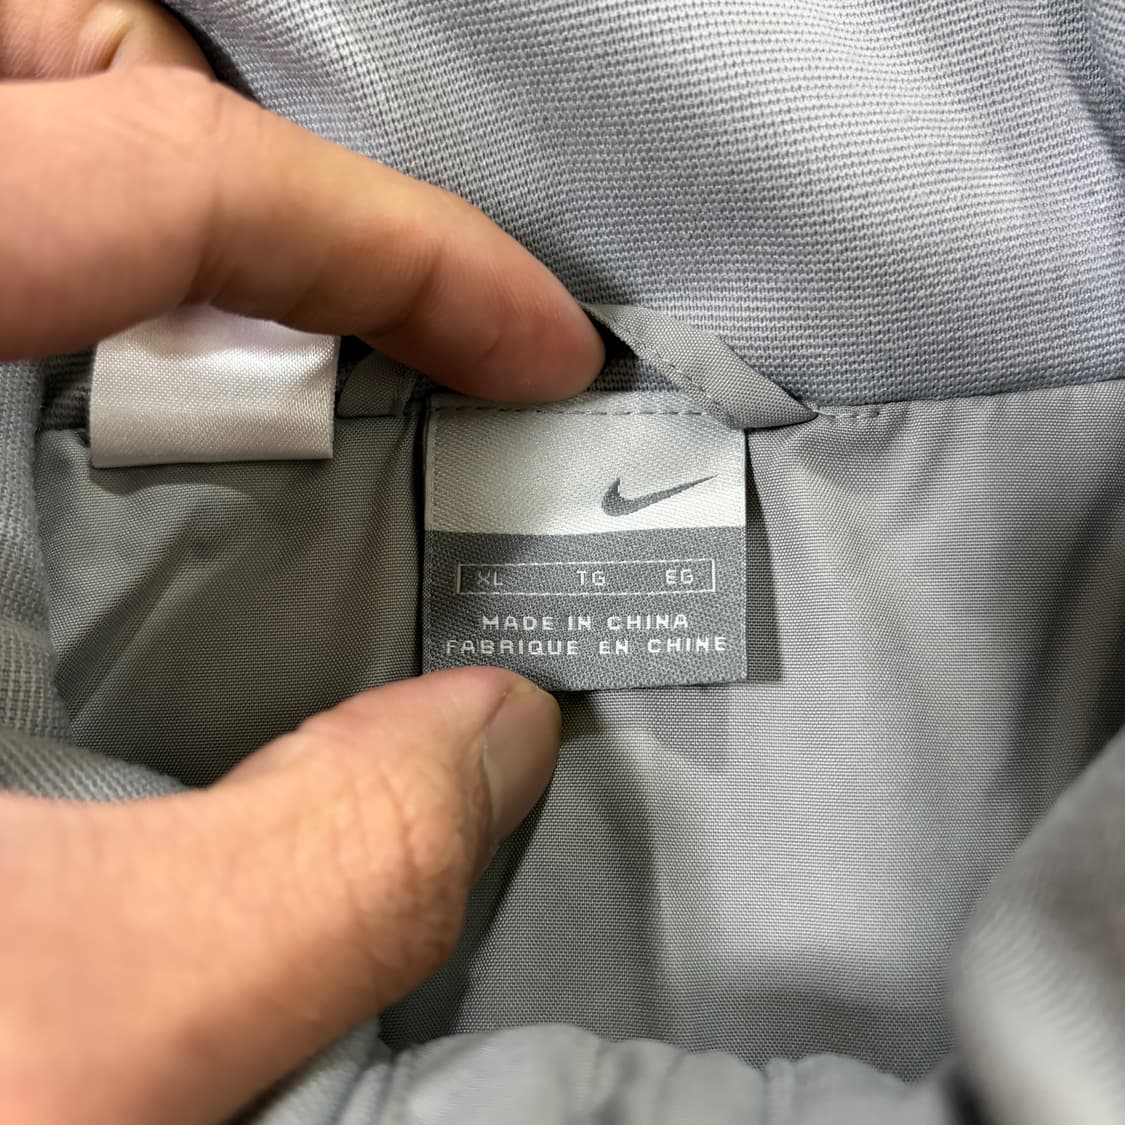 XL TG EG
MADE IN CHINA
FABRIQUE EN CHINE